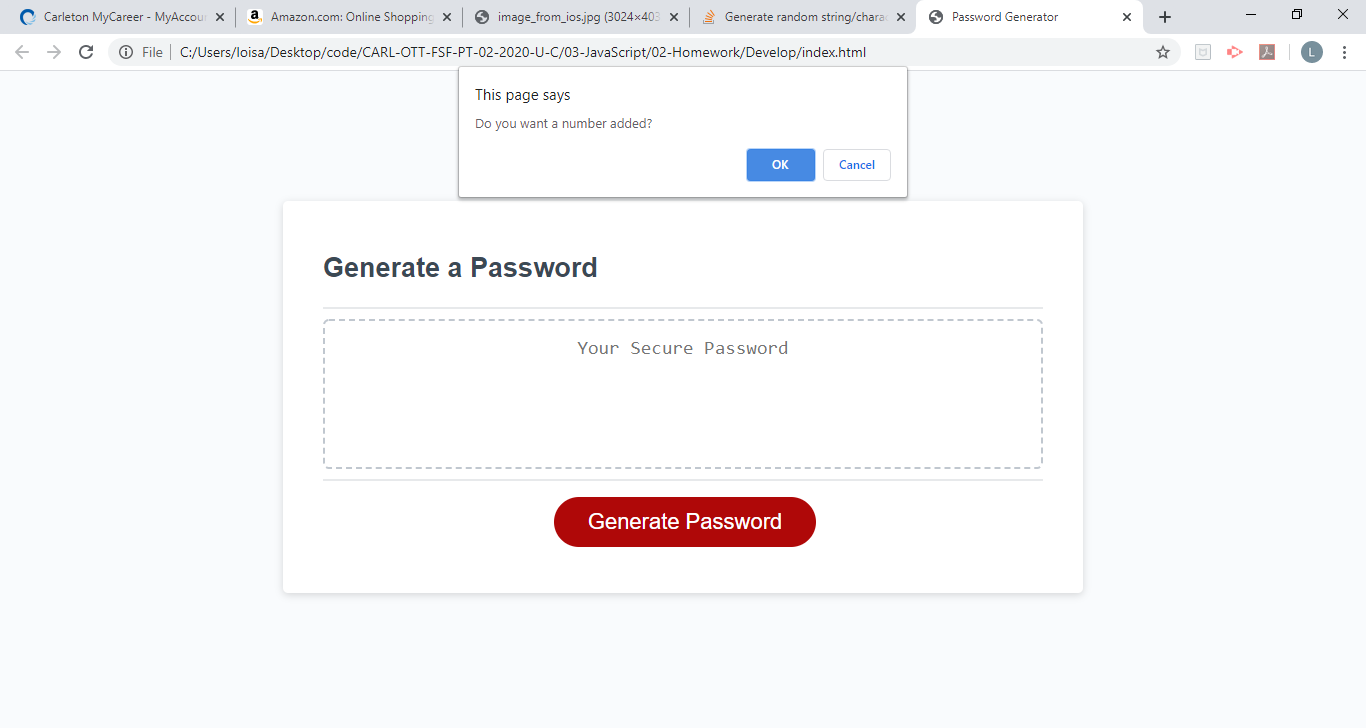 Carleton MyCareer - MyAccou
Amazon.com: Online Shopping
image_from_ios.jpg (3024×403
Generate random string/charac
Password Generator
File
C:/Users/loisa/Desktop/code/CARL-OTT-FSF-PT-02-2020-U-C/03-JavaScript/02-Homework/Develop/index.html
L
This page says
Do you want a number added?
OK
Cancel
Generate a Password
Your Secure Password
Generate Password